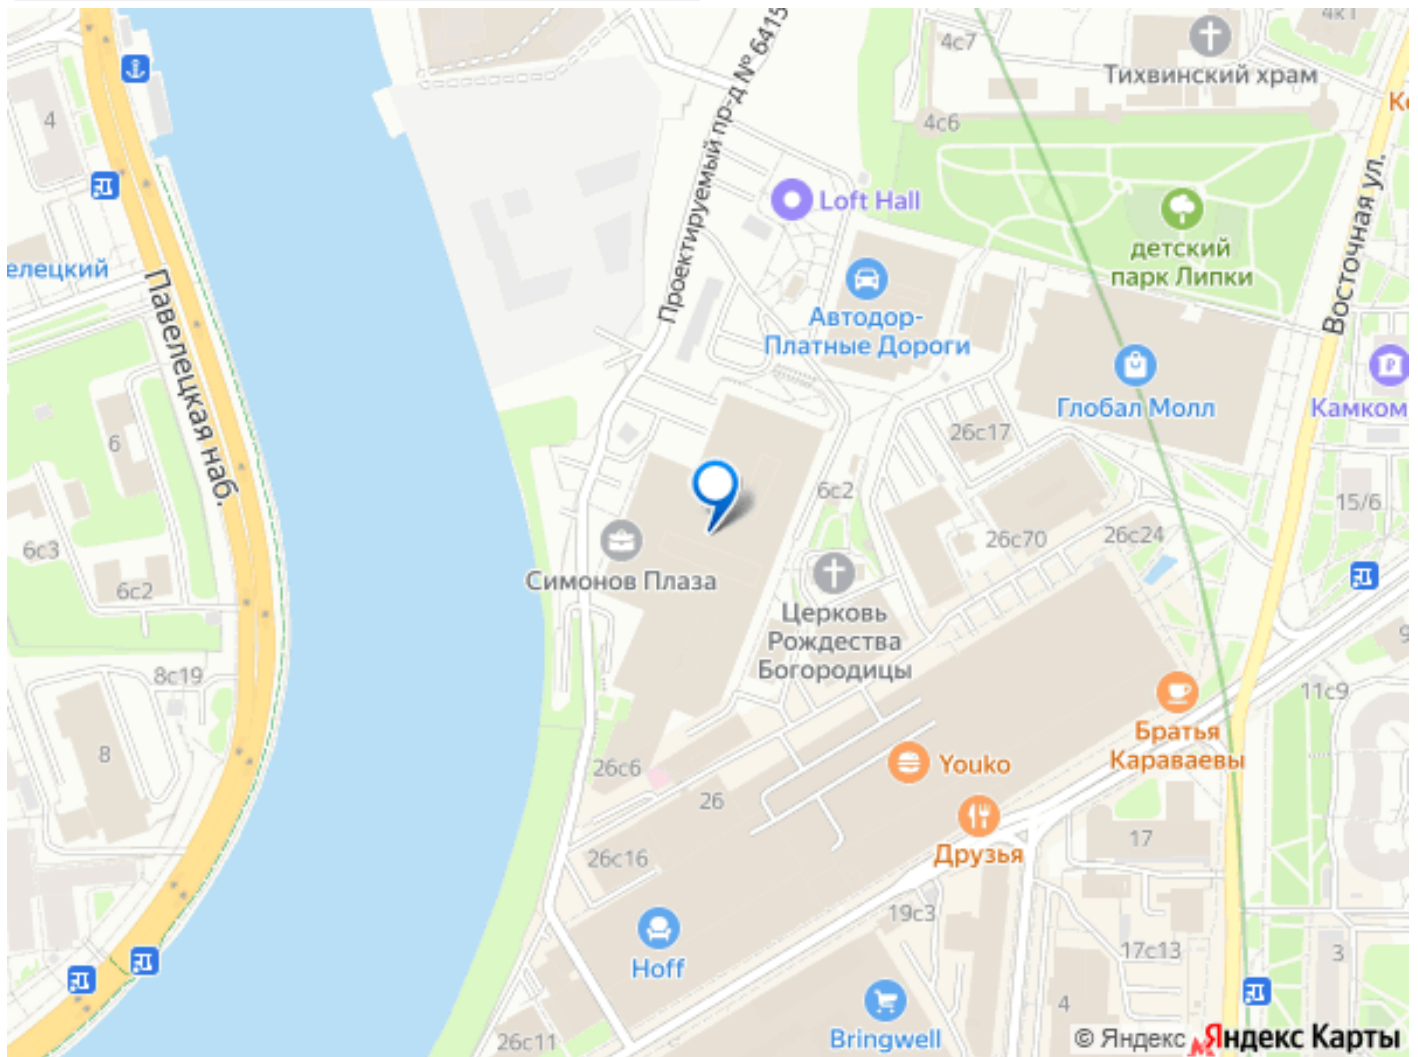 4с7
4к1
Тихвинский храм
4
4с6
Проектируемый пр-д № 6415
Восточная ул.
Loft Hall
детский
парк Липки
елецкий
Павелецкая наб.
Автодор-
Платные Дороги
Глобал Молл
Камком
26с17
6
6с2
15/6
6с3
26с70
26с24
Симонов Плаза
6с2
Церковь
Рождества
Богородицы
8с19
11с9
9
Братья
Караваевы
8
26с6
Youko
26
Друзья
17
26с16
19с3
17с13
3
Hoff
4
Bringwell
26с11
© Яндекс
Яндекс Карты